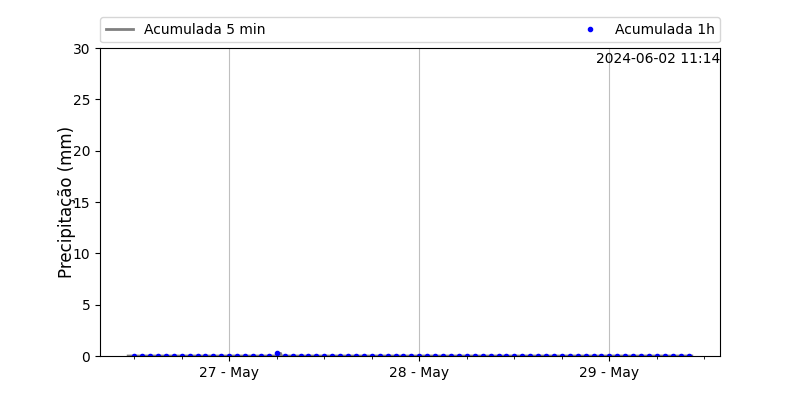 Acumulada 5 min
Acumulada 1h
2024-06-02 11:14
Precipitação (mm)
30
25
20
15
10
5
0
27 - May
28 - May
29 - May